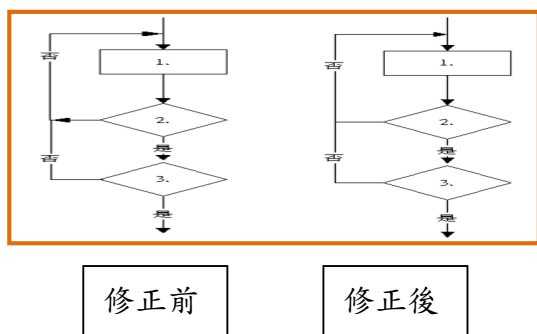 否 1. 否 1.
2. 2.
是 是
否 3. 否 3.
是 是
修正前 修正後